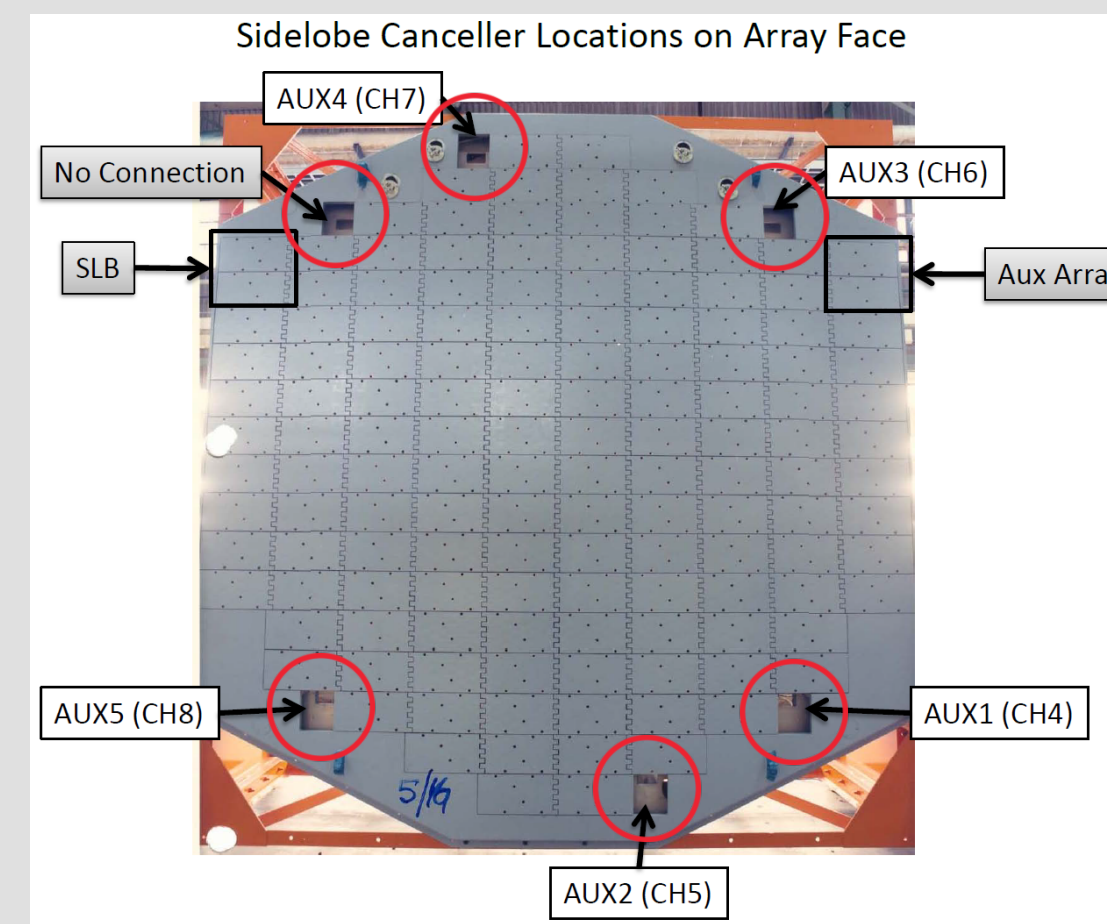 Sidelobe Canceller Locations on Array Face
AUX4 (CH7)
No Connection
AUX3 (CH6)
SLB
Aux Arra
AUX5 (CH8)
AUX1 (CH4)
5/16
AUX2 (CH5)